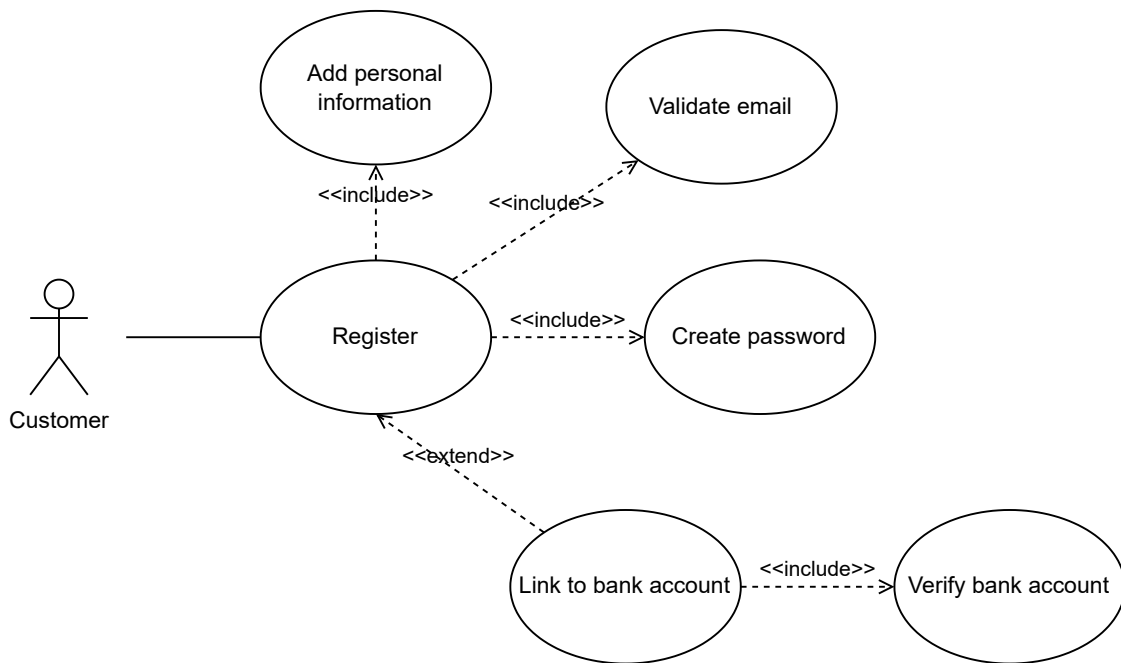 Add personal
information
Validate email
<<include>>
<<include>>
Register
<<include>>
Create password
Customer
<<extend>>
Link to bank account
<<include>>
Verify bank account